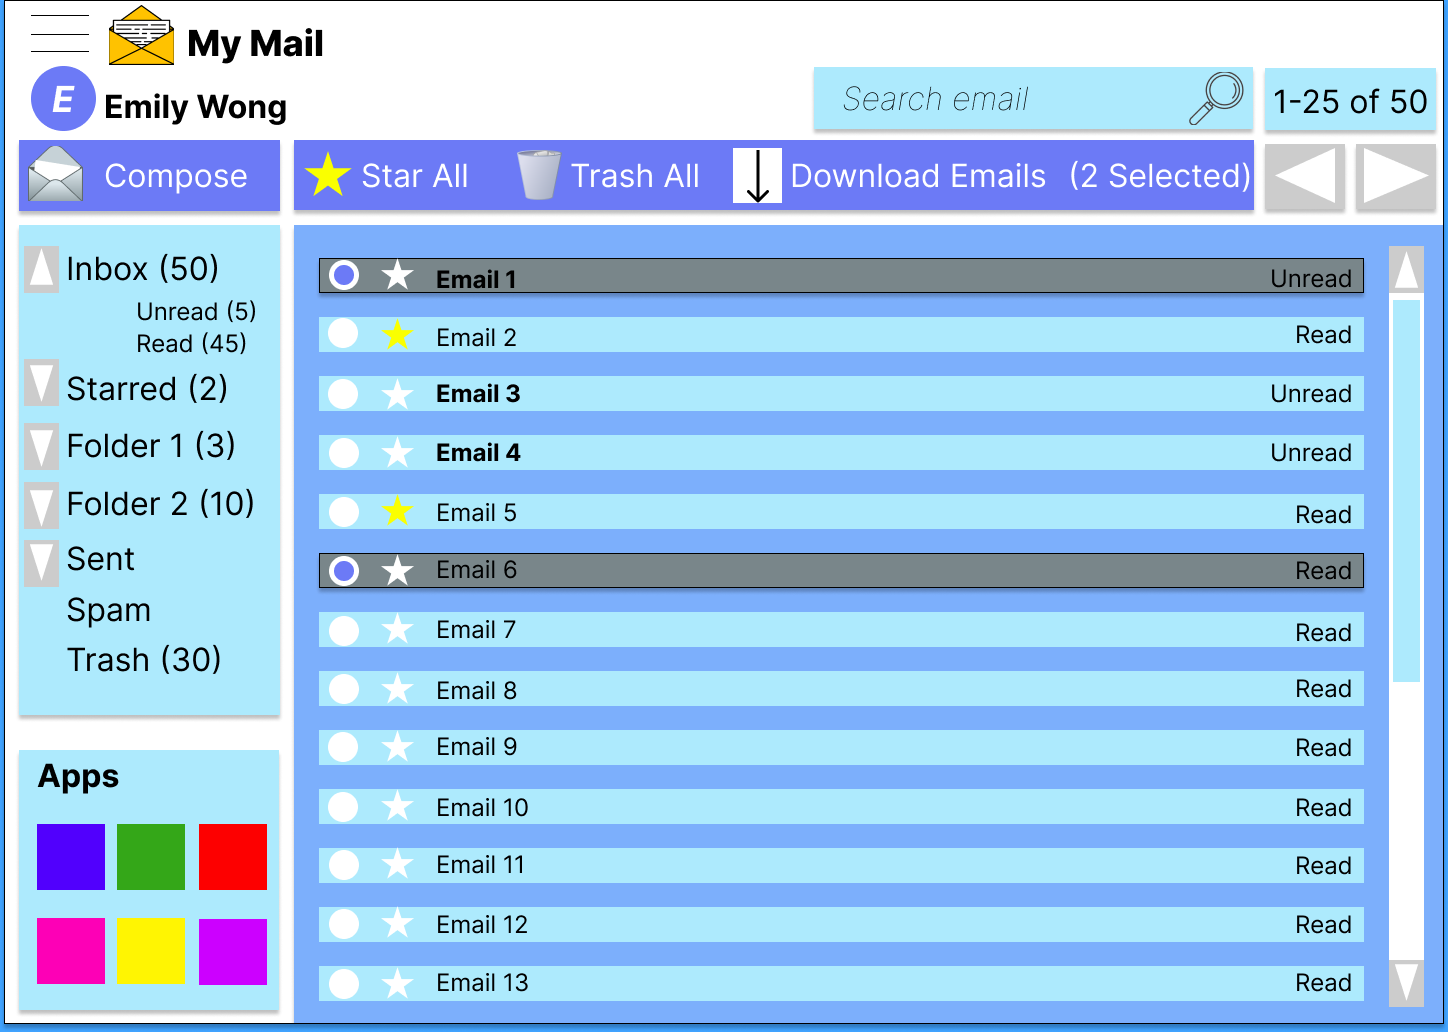 My Mail
E Emily Wong
Search email
1-25 of 50
Compose
Star All Trash All Download Emails (2 Selected)
Inbox (50)
Unread (5)
Read (45)
Starred (2)
Folder 1 (3)
Folder 2 (10)
Sent
Spam
Trash (30)
Apps
Email 1 Unread
Email 2 Read
Email 3 Unread
Email 4 Unread
Email 5 Read
Email 6 Read
Email 7 Read
Email 8 Read
Email 9 Read
Email 10 Read
Email 11 Read
Email 12 Read
Email 13 Read